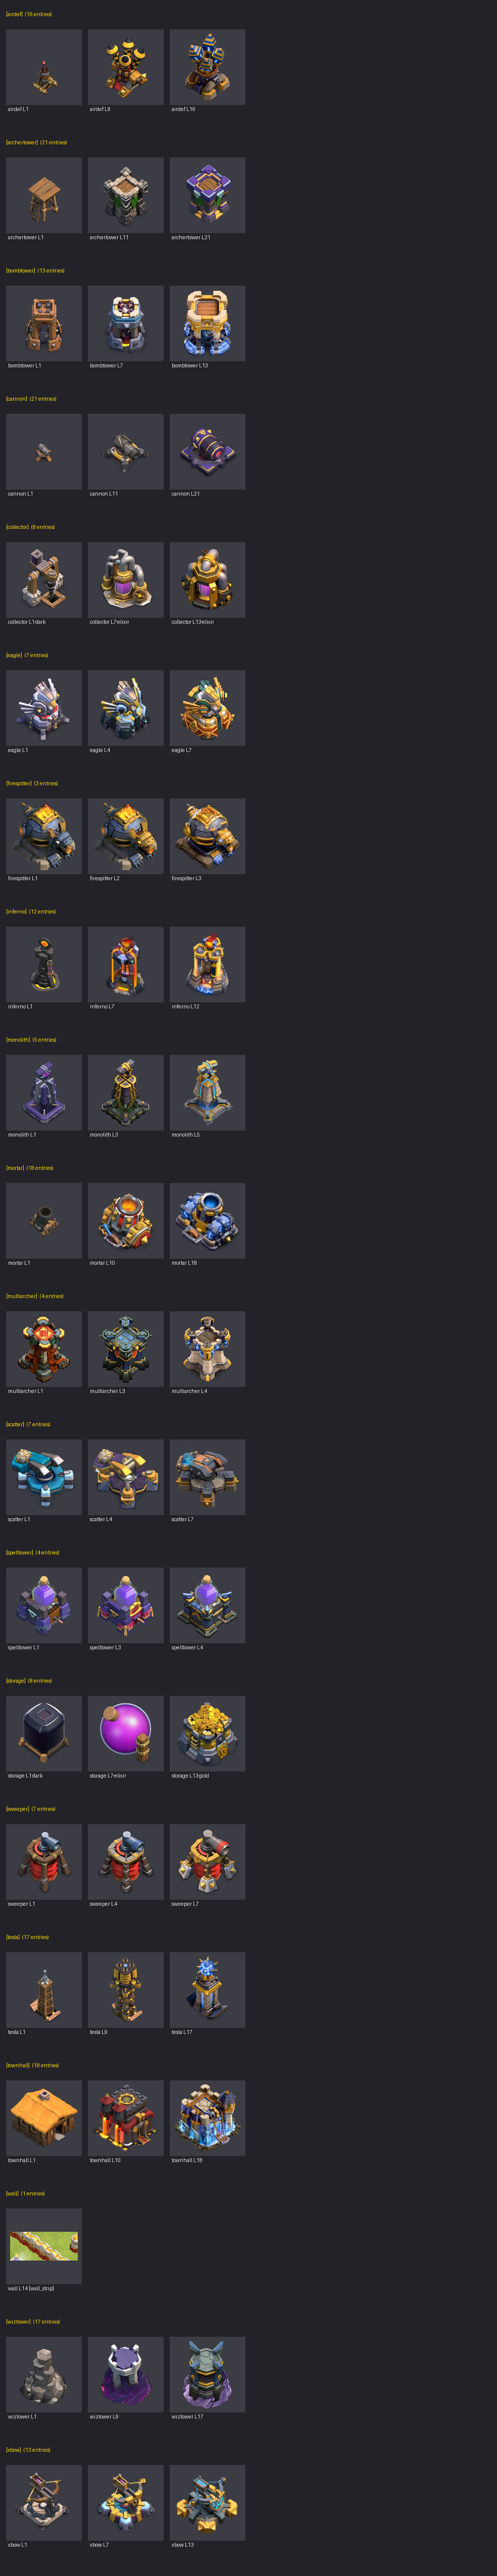 [airdef] (16 entries)
airdef L1 airdef L9 airdef L16
[archertower] (21 entries)
archertower L1 archertower L11 archertower L21
[bombtower] (13 entries)
bombtower L1 bombtower L7 bombtower L13
[cannon] (21 entries)
cannon L1 cannon L11 cannon L21
[collector] (8 entries)
collector L1dark collector L7elixir collector L13elixir
[eagle] (7 entries)
eagle L1 eagle L4 eagle L7
[firespitter] (3 entries)
firespitter L1 firespitter L2 firespitter L3
[inferno] (12 entries)
inferno L1 inferno L7 inferno L12
[monolith] (5 entries)
monolith L1 monolith L3 monolith L5
[mortar] (18 entries)
mortar L1 mortar L10 mortar L18
[multiarcher] (4 entries)
multiarcher L1 multiarcher L3 multiarcher L4
[scatter] (7 entries)
scatter L1 scatter L4 scatter L7
[spelltower] (4 entries)
spelltower L1 spelltower L3 spelltower L4
[storage] (8 entries)
storage L1dark storage L7elixir storage L13gold
[sweeper] (7 entries)
sweeper L1 sweeper L4 sweeper L7
[tesla] (17 entries)
tesla L1 tesla L9 tesla L17
[townhall] (18 entries)
townhall L1 townhall L10 townhall L18
[wall] (1 entries)
wall L14 [wall_strip]
[wiztower] (17 entries)
wiztower L1 wiztower L9 wiztower L17
[xbow] (13 entries)
xbow L1 xbow L7 xbow L13